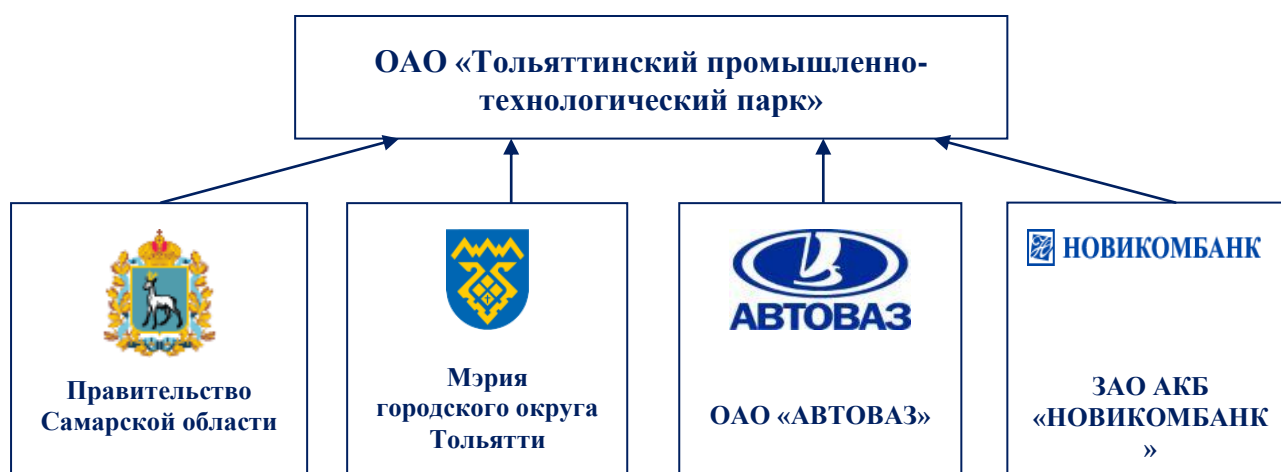 ОАО «Тольяттинский промышленно-
технологический парк»
Правительство
Самарской области
Мэрия
городского округа
Тольятти
АВТОВАЗ
ОАО «АВТОВАЗ»
НОВИКОМБАНК
ЗАО АКБ
«НОВИКОМБАНК
»